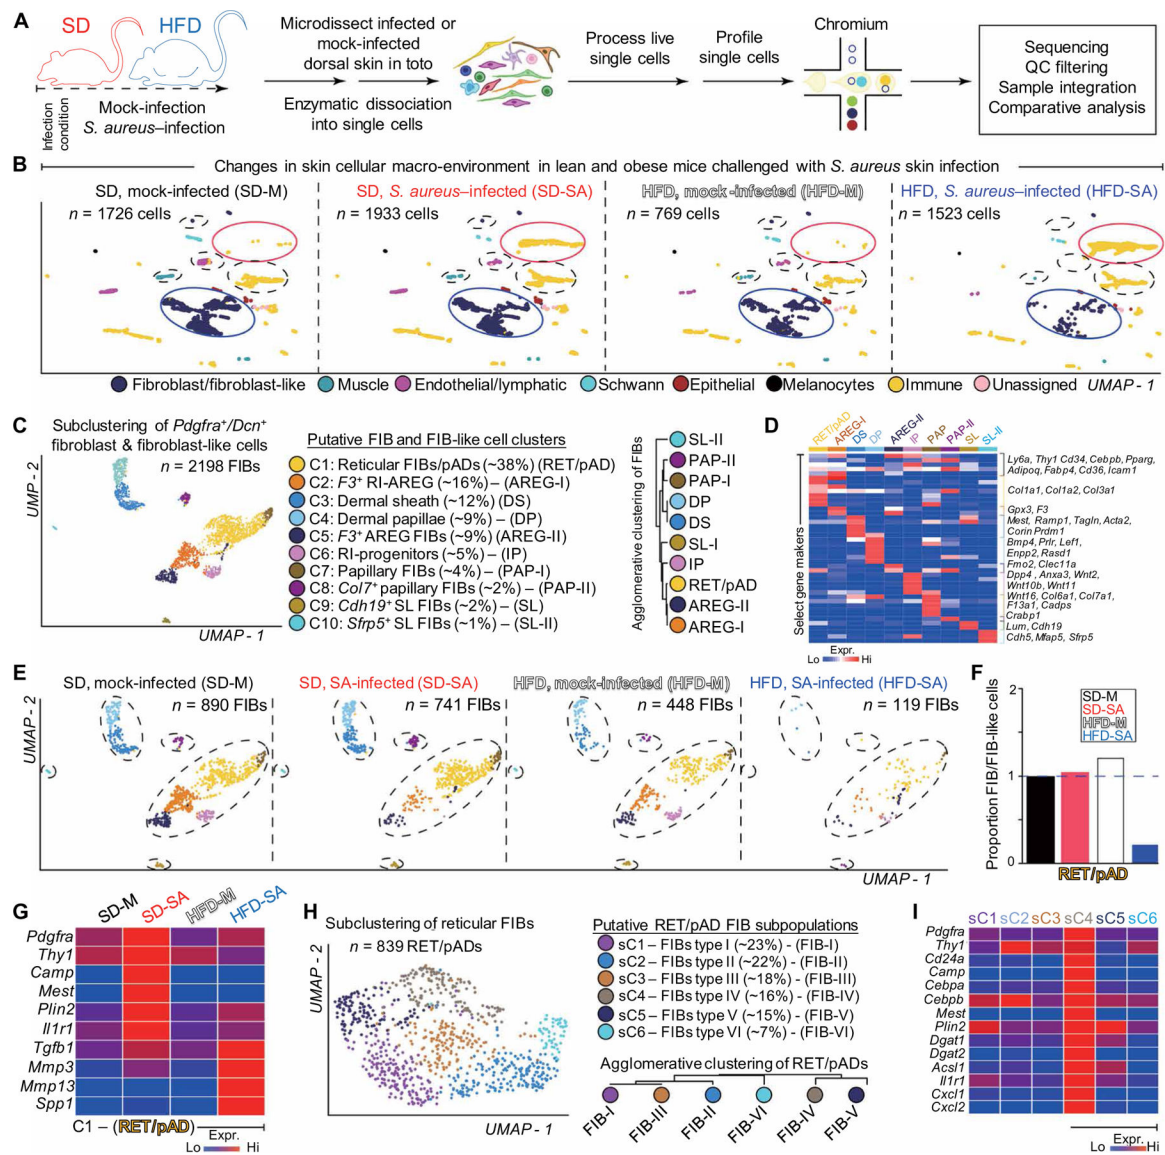 A
SD
HFD
Infection
condition
Mock-infection
S. aureus–infection
Microdissect infected or
mock-infected
dorsal skin in toto
Enzymatic dissociation
into single cells
Process live
single cells
Profile
single cells
Chromium
Sequencing
QC filtering
Sample integration
Comparative analysis
B
Changes in skin cellular macro-environment in lean and obese mice challenged with S. aureus skin infection
SD, mock-infected (SD-M)
n = 1726 cells
SD, S. aureus–infected (SD-SA)
n = 1933 cells
HFD, mock -infected (HFD-M)
n = 769 cells
HFD, S. aureus–infected (HFD-SA)
n = 1523 cells
Fibroblast/fibroblast-like
Muscle
Endothelial/lymphatic
Schwann
Epithelial
Melanocytes
Immune
Unassigned
UMAP - 1
C
Subclustering of Pdgfra+/Dcn+
fibroblast & fibroblast-like cells
n = 2198 FIBs
UMP - 2
UMAP - 1
Putative FIB and FIB-like cell clusters
C1: Reticular FIBs/pADs (~38%) (RET/pAD)
C2: F3+ RI-AREG (~16%) – (AREG-I)
C3: Dermal sheath (~12%) (DS)
C4: Dermal papillae (~9%) – (DP)
C5: F3+ AREG FIBs (~9%) (AREG-II)
C6: RI-progenitors (~5%) – (IP)
C7: Papillary FIBs (~4%) – (PAP-I)
C8: Col7+ papillary FIBs (~2%) – (PAP-II)
C9: Cdh19+ SL FIBs (~2%) – (SL)
C10: Sfrp5+ SL FIBs (~1%) – (SL-II)
Agglomerative clustering of FIBs
SL-II
PAP-II
PAP-I
DP
DS
SL-I
IP
RET/pAD
AREG-II
AREG-I
D
RET/pAD
AREG-I
DS
DP
AREG-II
IP
PAP
PAP-II
SL
SL-II
Select gene makers
Ly6a, Thy1 Cd34, Cebpb, Pparg,
Adipoq, Fabp4, Cd36, Icam1
Col1a1, Col1a2, Col3a1
Gpx3, F3
Mest, Ramp1, Tagln, Acta2,
Corin Prdm1
Bmp4, Prlr, Lef1,
Enpp2, Rasd1
Fmo2, Clec11a
Dpp4 , Anxa3, Wnt2,
Wnt10b, Wnt11
Wnt16, Col6a1, Col7a1,
F13a1, Cadps
Crabp1
Lum, Cdh19
Cdh5, Mfap5, Sfrp5
Expr.
Lo
Hi
E
SD, mock-infected (SD-M)
n = 890 FIBs
SD, SA-infected (SD-SA)
n = 741 FIBs
HFD, mock-infected (HFD-M)
n = 448 FIBs
HFD, SA-infected (HFD-SA)
n = 119 FIBs
UMAP - 2
UMAP - 1
F
Proportion FIB/FIB-like cells
2
1
0
SD-M
SD-SA
HFD-M
HFD-SA
RET/pAD
G
SD-M
SD-SA
HFD-M
HFD-SA
Pdgfra
Thy1
Camp
Mest
Plin2
Il1r1
Tgfb1
Mmp3
Mmp13
Spp1
C1 – (RET/pAD)
Expr.
Lo
Hi
H
Subclustering of reticular FIBs
n = 839 RET/pADs
UMAP - 2
UMAP - 1
Putative RET/pAD FIB subpopulations
sC1 – FIBs type I (~23%) - (FIB-I)
sC2 – FIBs type II (~22%) - (FIB-II)
sC3 – FIBs type III (~18%) - (FIB-III)
sC4 – FIBs type IV (~16%) - (FIB-IV)
sC5 – FIBs type V (~15%) - (FIB-V)
sC6 – FIBs type VI (~7%) - (FIB-VI)
Agglomerative clustering of RET/pADs
FIB-I
FIB-III
FIB-II
FIB-VI
FIB-IV
FIB-V
I
sC1
sC2
sC3
sC4
sC5
sC6
Pdgfra
Thy1
Cd24a
Camp
Cebpa
Cebpb
Mest
Plin2
Dgat1
Dgat2
Acsl1
Il1r1
Cxcl1
Cxcl2
Expr.
Lo
Hi